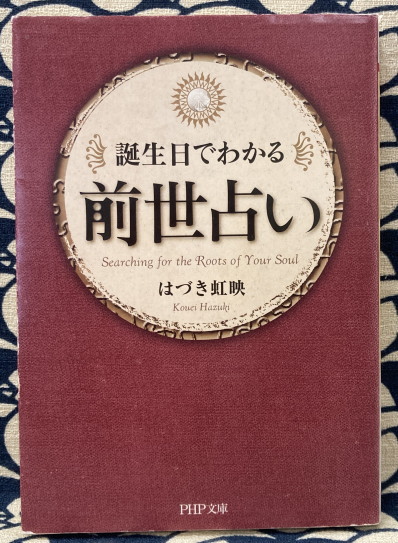 誕生日でわかる
前世占い
Searching for the Roots of Your Soul
はづき虹映
Kouei Hazuki
PHP文庫